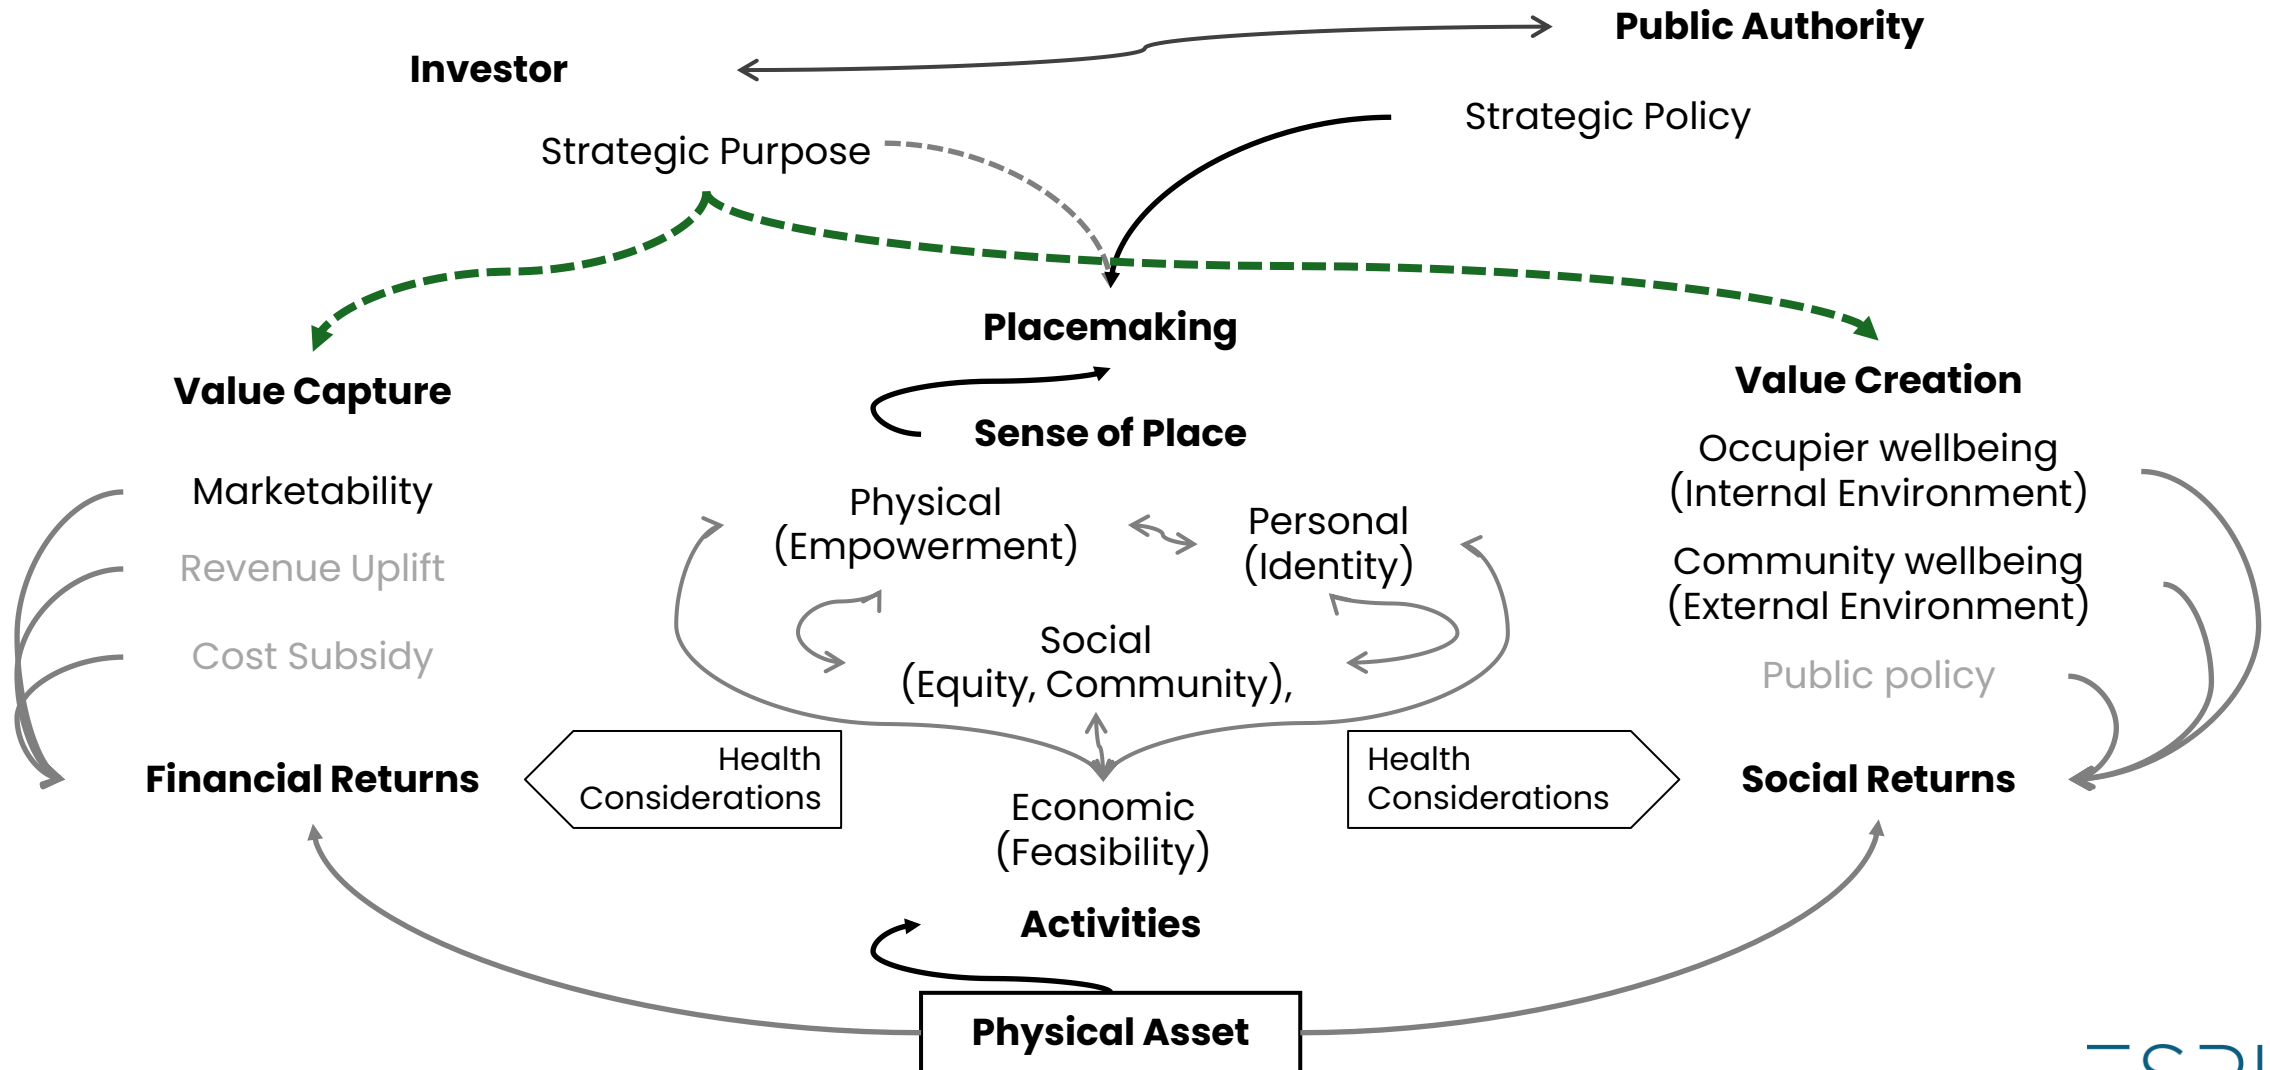 Public Authority
Investor
Strategic Policy
Strategic Purpose
Placemaking
Value Capture
Value Creation
Sense of Place
Occupier wellbeing
(Internal Environment)
Marketability
Physical
(Empowerment)
Personal
(Identity)
Revenue Uplift
Community wellbeing
(External Environment)
Social
(Equity, Community),
Cost Subsidy
Public policy
Financial Returns
Health
Considerations
Health
Considerations
Social Returns
Economic
(Feasibility)
Activities
Physical Asset